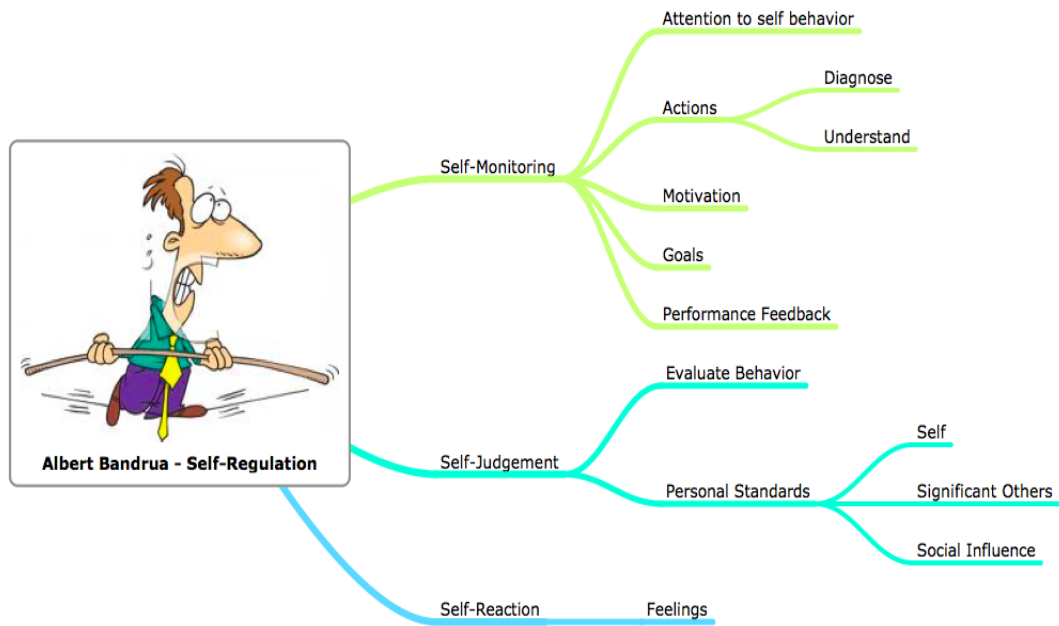 Albert Bandrua - Self-Regulation
Self-Monitoring
Attention to self behavior
Actions
Diagnose
Understand
Motivation
Goals
Performance Feedback
Self-Judgement
Evaluate Behavior
Personal Standards
Self
Significant Others
Social Influence
Self-Reaction
Feelings